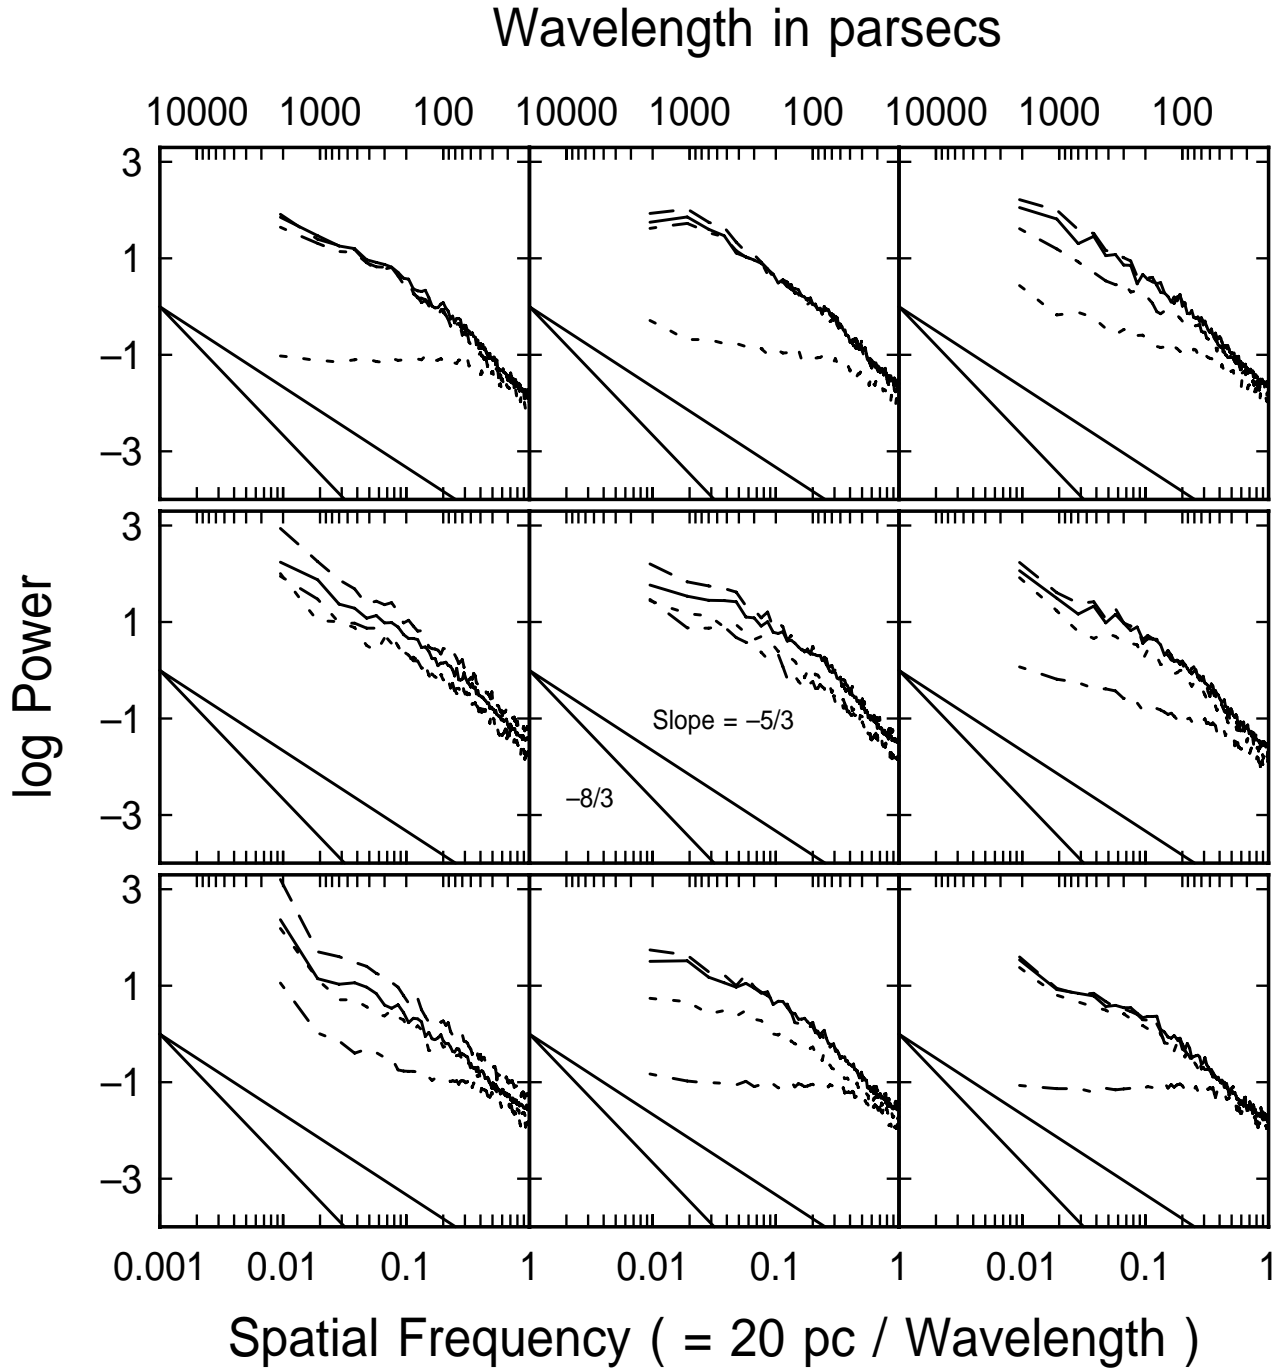 Wavelength in parsecs
10000 1000 100 10000 1000 100 10000 1000 100
3
1
–1
–3
3
1
–1
–3
Slope = –5/3
–8/3
3
1
–1
–3
log Power
0.001 0.01 0.1 1 0.01 0.1 1 0.01 0.1 1
Spatial Frequency ( = 20 pc / Wavelength )